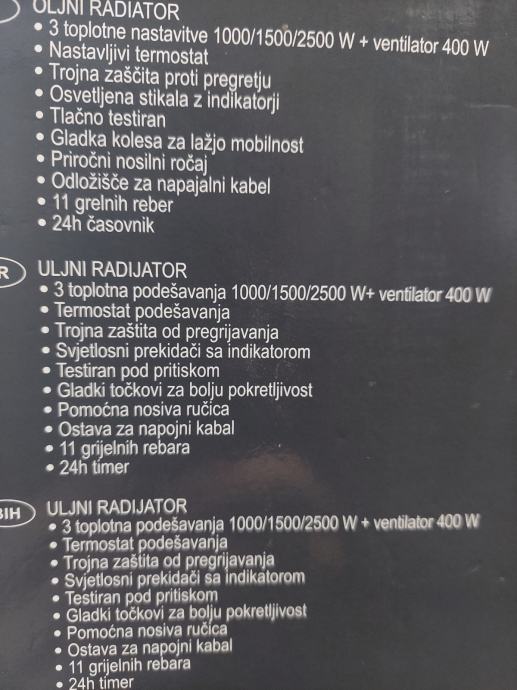 OLJNI RADIATOR
• 3 toplotne nastavitve 1000/1500/2500 W + ventilator 400 W
• Nastavljivi termostat
• Trojna zaščita proti pregretju
• Osvetljena stikala z indikatorji
• Tlačno testiran
• Gladka kolesa za lažjo mobilnost
• Priročni nosilni ročaj
• Odložišče za napajalni kabel
• 11 grelnih reber
• 24h časovnik
R ULJNI RADIJATOR
• 3 toplotna podešavanja 1000/1500/2500 W+ ventilator 400 W
• Termostat podešavanja
• Trojna zaštita od pregrijavanja
• Svjetlosni prekidači sa indikatorom
• Testiran pod pritiskom
• Gladki točkovi za bolju pokretljivost
• Pomoćna nosiva ručica
• Ostava za napojni kabal
• 11 grijelnih rebara
• 24h timer
BIH ULJNI RADIJATOR
• 3 toplotna podešavanja 1000/1500/2500 W + ventilator 400 W
• Termostat podešavanja
• Trojna zaštita od pregrijavanja
• Svjetlosni prekidači sa indikatorom
• Testiran pod pritiskom
• Gladki točkovi za bolju pokretljivost
• Pomoćna nosiva ručica
• Ostava za napojni kabal
• 11 grijelnih rebara
• 24h timer